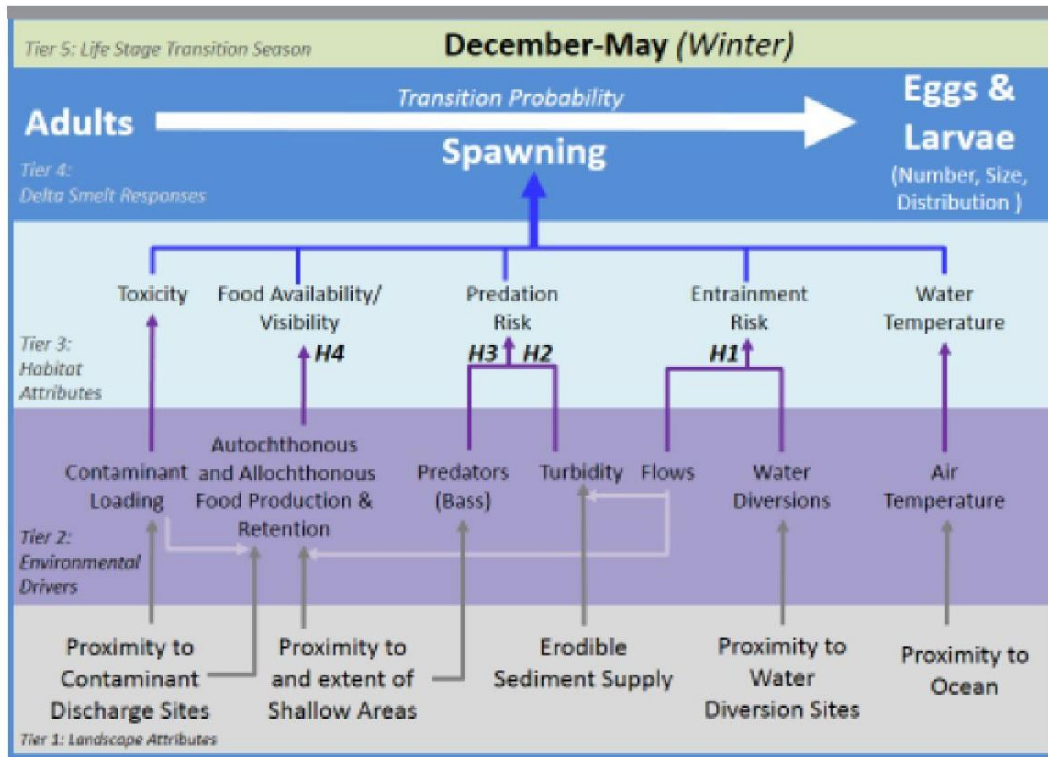 Tier 5: Life Stage Transition Season
December-May (Winter)
Adults
Transition Probability
Spawning
Eggs &
Larvae
(Number, Size,
Distribution )
Tier 4:
Delta Smelt Responses
Toxicity
Food Availability/
Visibility
Predation
Risk
Entrainment
Risk
Water
Temperature
H4
H3
H2
H1
Tier 3:
Habitat
Attributes
Contaminant
Loading
Autochthonous
and Allochthonous
Food Production &
Retention
Predators
(Bass)
Turbidity
Flows
Water
Diversions
Air
Temperature
Tier 2:
Environmental
Drivers
Proximity to
Contaminant
Discharge Sites
Proximity to
and extent of
Shallow Areas
Erodible
Sediment Supply
Proximity to
Water
Diversion Sites
Proximity to
Ocean
Tier 1: Landscape Attributes